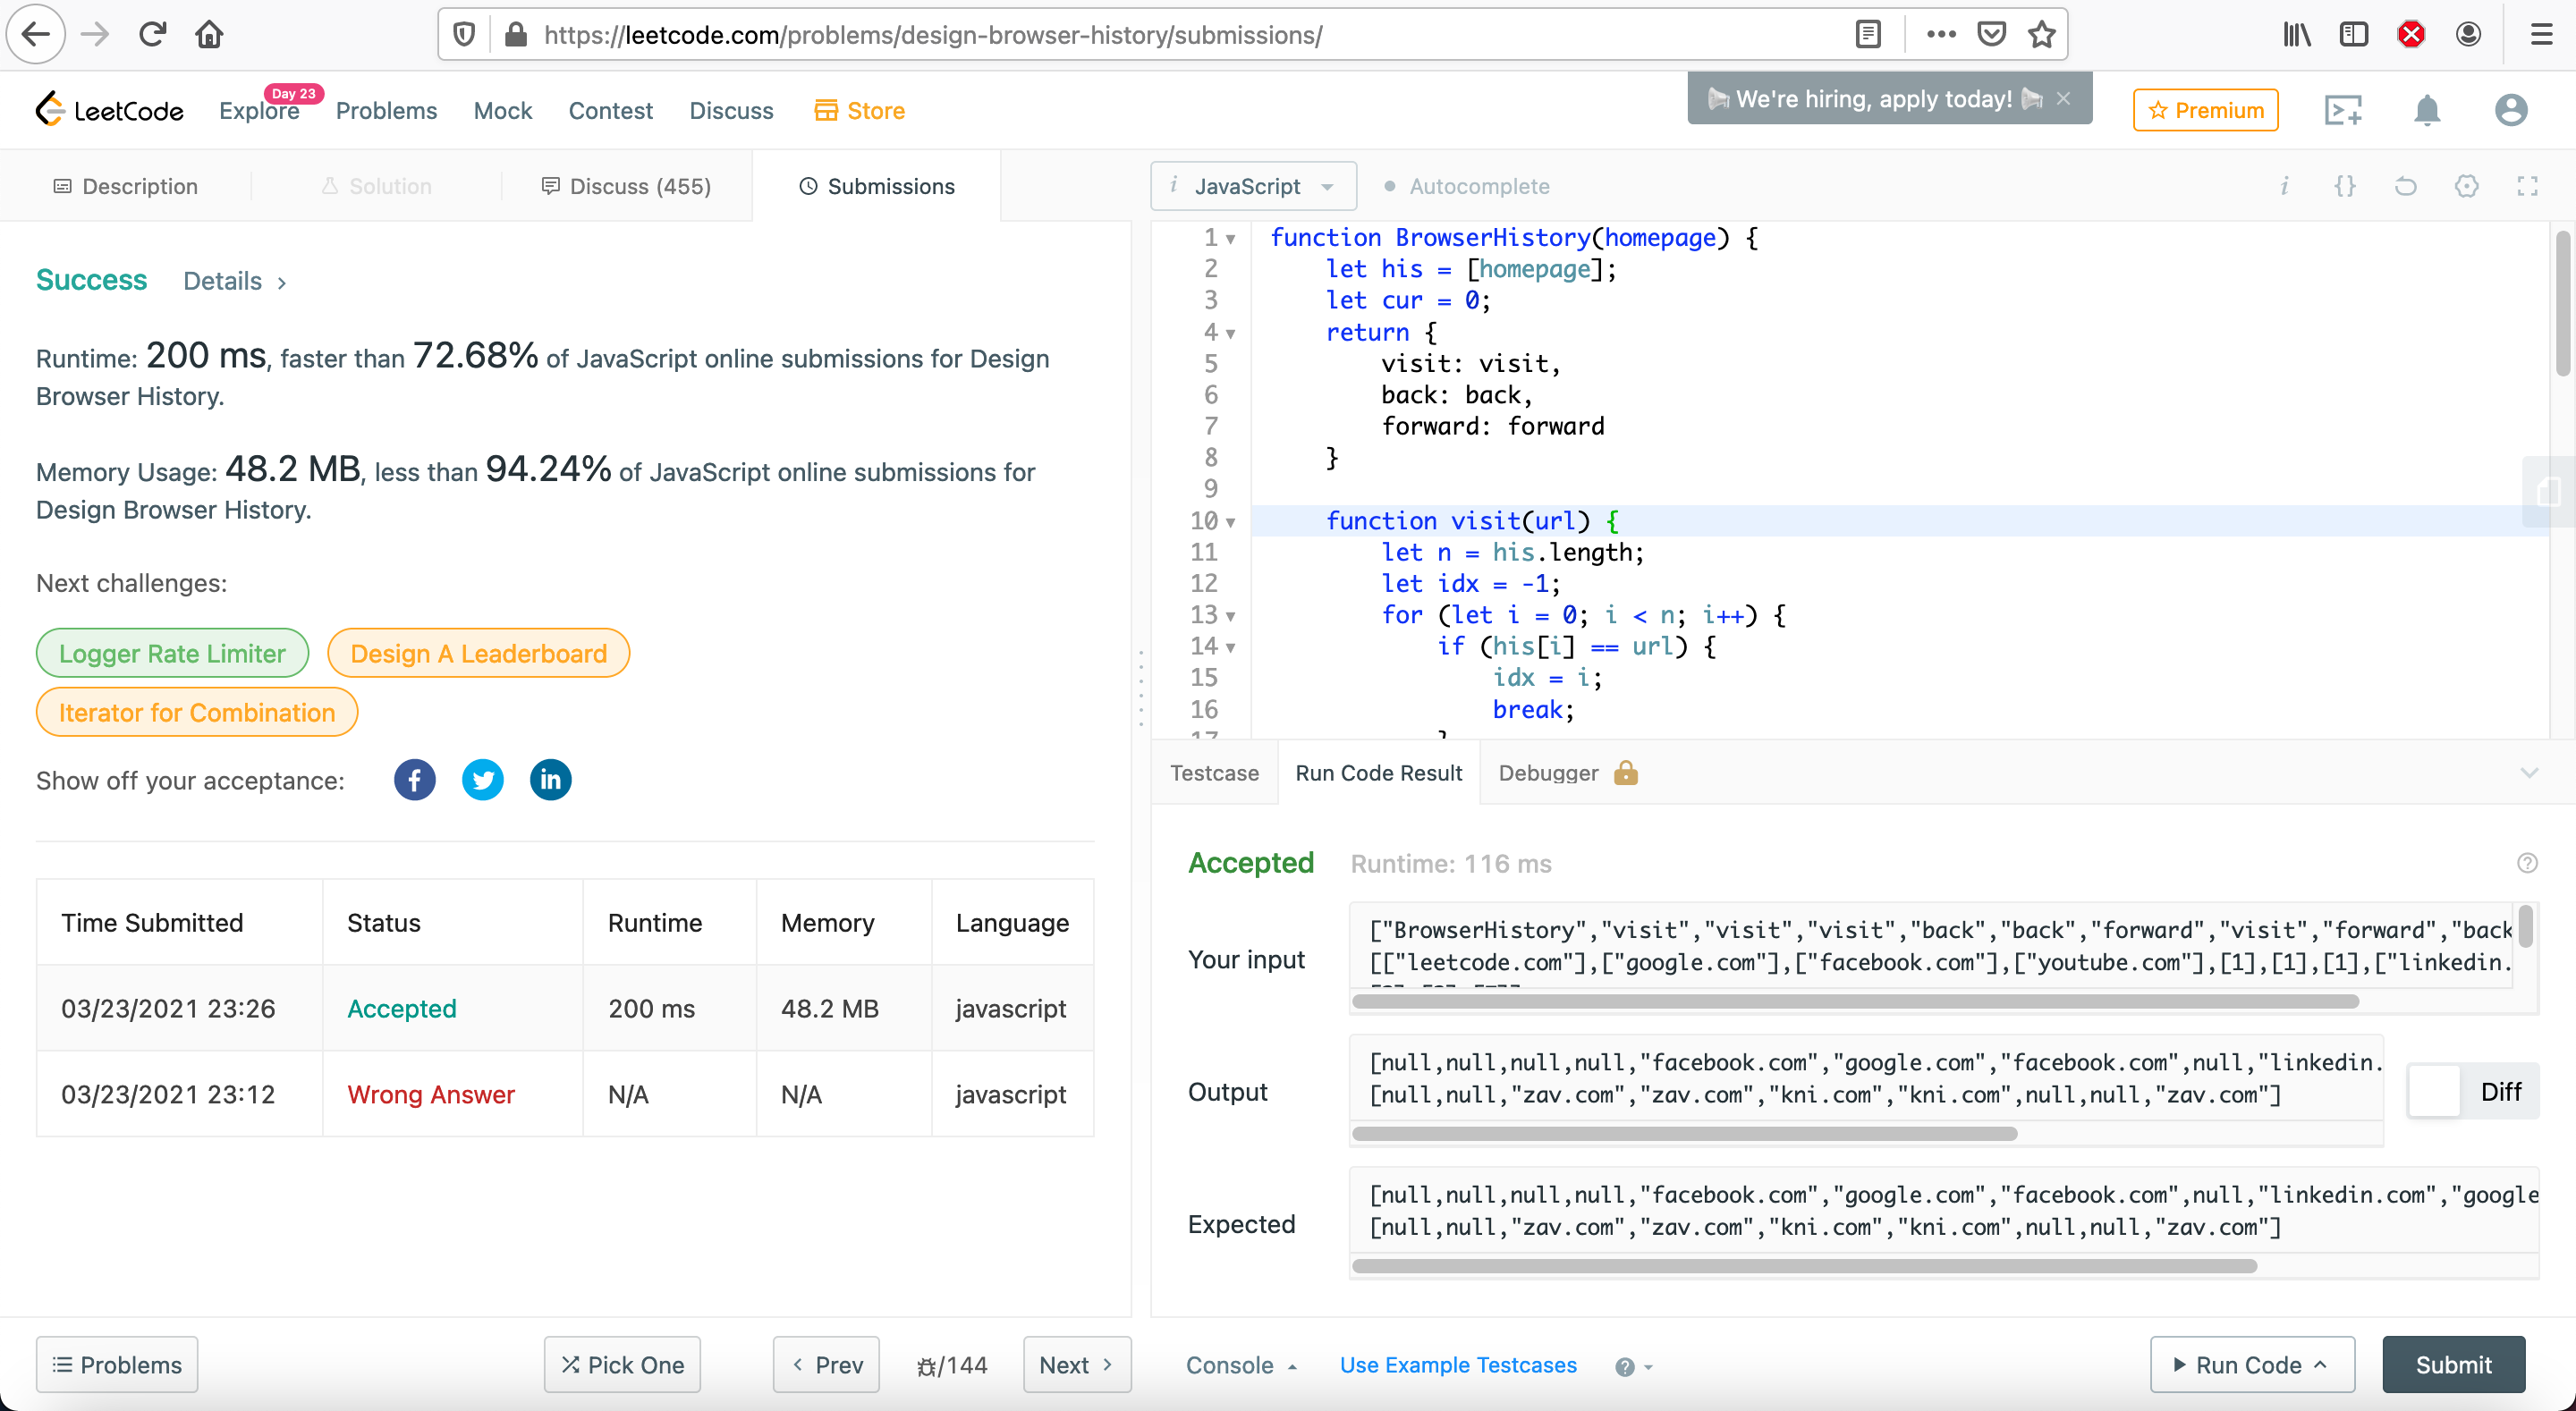 https://leetcode.com/problems/design-browser-history/submissions/
LeetCode
Explore
Day 23
Problems
Mock
Contest
Discuss
Store
We're hiring, apply today!
Premium
Description
Solution
Discuss (455)
Submissions
Success
Details
Runtime: 200 ms, faster than 72.68% of JavaScript online submissions for Design
Browser History.
Memory Usage: 48.2 MB, less than 94.24% of JavaScript online submissions for
Design Browser History.
Next challenges:
Logger Rate Limiter
Design A Leaderboard
Iterator for Combination
Show off your acceptance:
Time Submitted Status Runtime Memory Language
03/23/2021 23:26 Accepted 200 ms 48.2 MB javascript
03/23/2021 23:12 Wrong Answer N/A N/A javascript
Problems
Pick One
Prev
/144
Next
i JavaScript
Autocomplete
i {}
1 function BrowserHistory(homepage) {
2 let his = [homepage];
3 let cur = 0;
4 return {
5 visit: visit,
6 back: back,
7 forward: forward
8 }
9
10 function visit(url) {
11 let n = his.length;
12 let idx = -1;
13 for (let i = 0; i < n; i++) {
14 if (his[i] == url) {
15 idx = i;
16 break;
17 }
Testcase
Run Code Result
Debugger
Accepted
Runtime: 116 ms
Your input
["BrowserHistory","visit","visit","visit","back","back","forward","visit","forward","back
[["leetcode.com"],["google.com"],["facebook.com"],["youtube.com"],[1],[1],[1],["linkedin.
Output
[null,null,null,null,"facebook.com","google.com","facebook.com",null,"linkedin.
[null,null,"zav.com","zav.com","kni.com","kni.com",null,null,"zav.com"]
Diff
Expected
[null,null,null,null,"facebook.com","google.com","facebook.com",null,"linkedin.com","google
[null,null,"zav.com","zav.com","kni.com","kni.com",null,null,"zav.com"]
Console
Use Example Testcases
Run Code
Submit